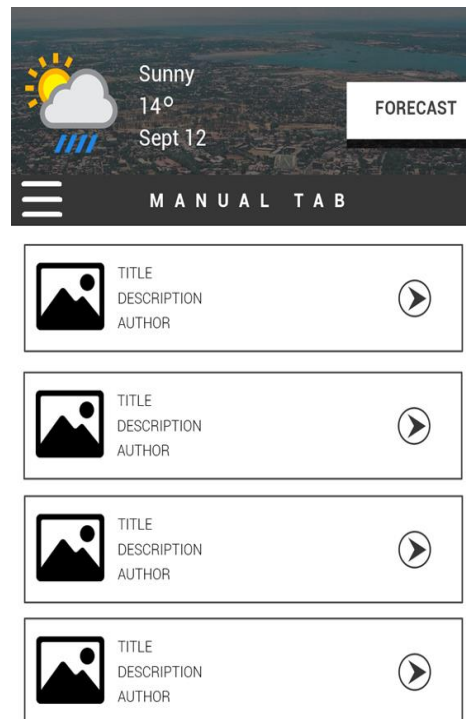 Sunny
14°
Sept 12
FORECAST
MANUAL TAB
TITLE
DESCRIPTION
AUTHOR
TITLE
DESCRIPTION
AUTHOR
TITLE
DESCRIPTION
AUTHOR
TITLE
DESCRIPTION
AUTHOR